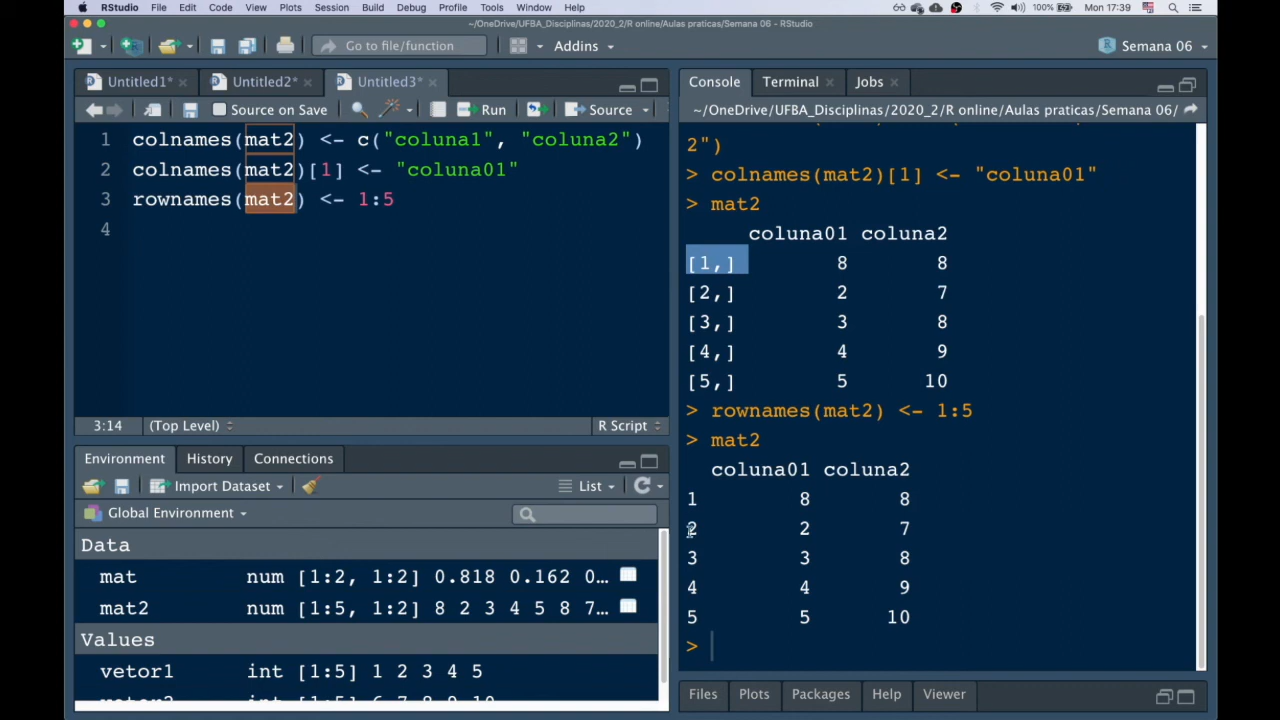 RStudio File Edit Code View Plots Session Build Debug Profile Tools Window Help 100% Mon 17:39
~/OneDrive/UFBA_Disciplinas/2020_2/R online/Aulas praticas/Semana 06 - RStudio
Go to file/function Addins Semana 06
Untitled1* Untitled2* Untitled3*
Source on Save Run Source
1 colnames(mat2) <- c("coluna1", "coluna2")
2 colnames(mat2)[1] <- "coluna01"
3 rownames(mat2) <- 1:5
4
3:14 (Top Level) R Script
Environment History Connections
Import Dataset List
Global Environment
Data
mat num [1:2, 1:2] 0.818 0.162 0…
mat2 num [1:5, 1:2] 8 2 3 4 5 8 7…
Values
vetor1 int [1:5] 1 2 3 4 5
Console Terminal Jobs
~/OneDrive/UFBA_Disciplinas/2020_2/R online/Aulas praticas/Semana 06/
2")
> colnames(mat2)[1] <- "coluna01"
> mat2
coluna01 coluna2
[1,] 8 8
[2,] 2 7
[3,] 3 8
[4,] 4 9
[5,] 5 10
> rownames(mat2) <- 1:5
> mat2
coluna01 coluna2
1 8 8
2 2 7
3 3 8
4 4 9
5 5 10
>
Files Plots Packages Help Viewer